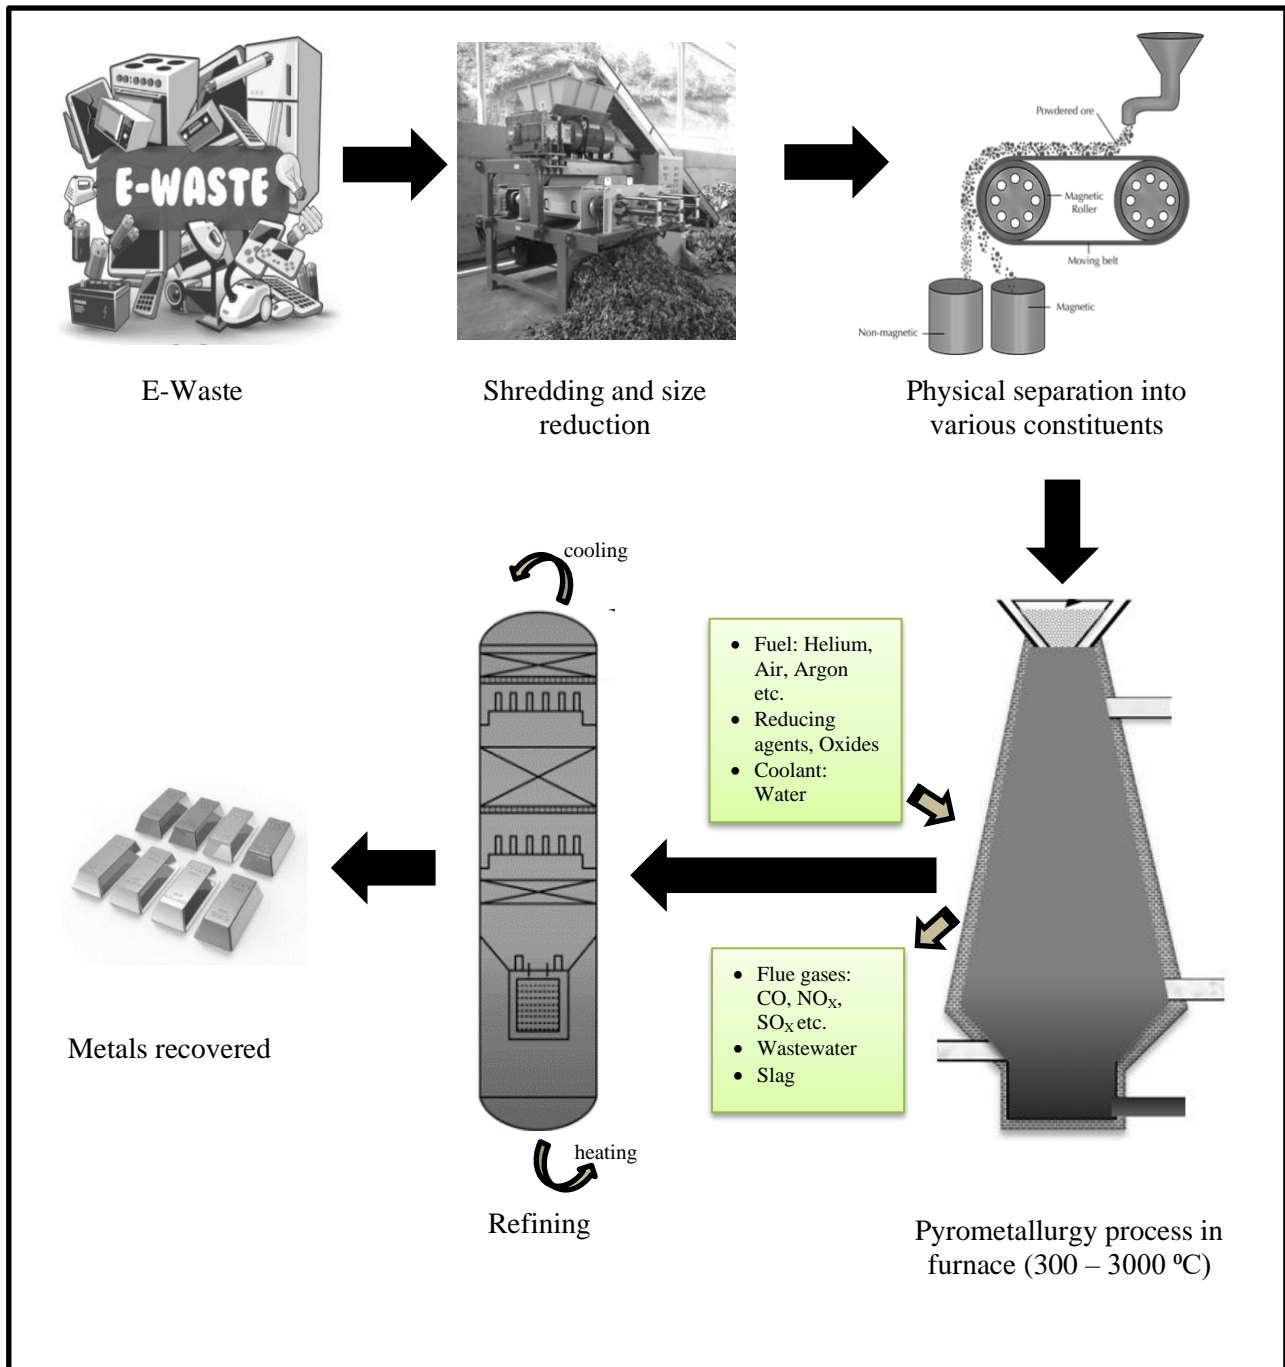 E-WASTE
Powdered ore
Magnetic
Roller
Moving belt
Magnetic
Non-magnetic
E-Waste
Shredding and size
reduction
Physical separation into
various constituents
cooling
• Fuel: Helium,
Air, Argon
etc.
• Reducing
agents, Oxides
• Coolant:
Water
• Flue gases:
CO, NOX,
SOX etc.
• Wastewater
• Slag
Metals recovered
heating
Refining
Pyrometallurgy process in
furnace (300 – 3000 ⁰C)